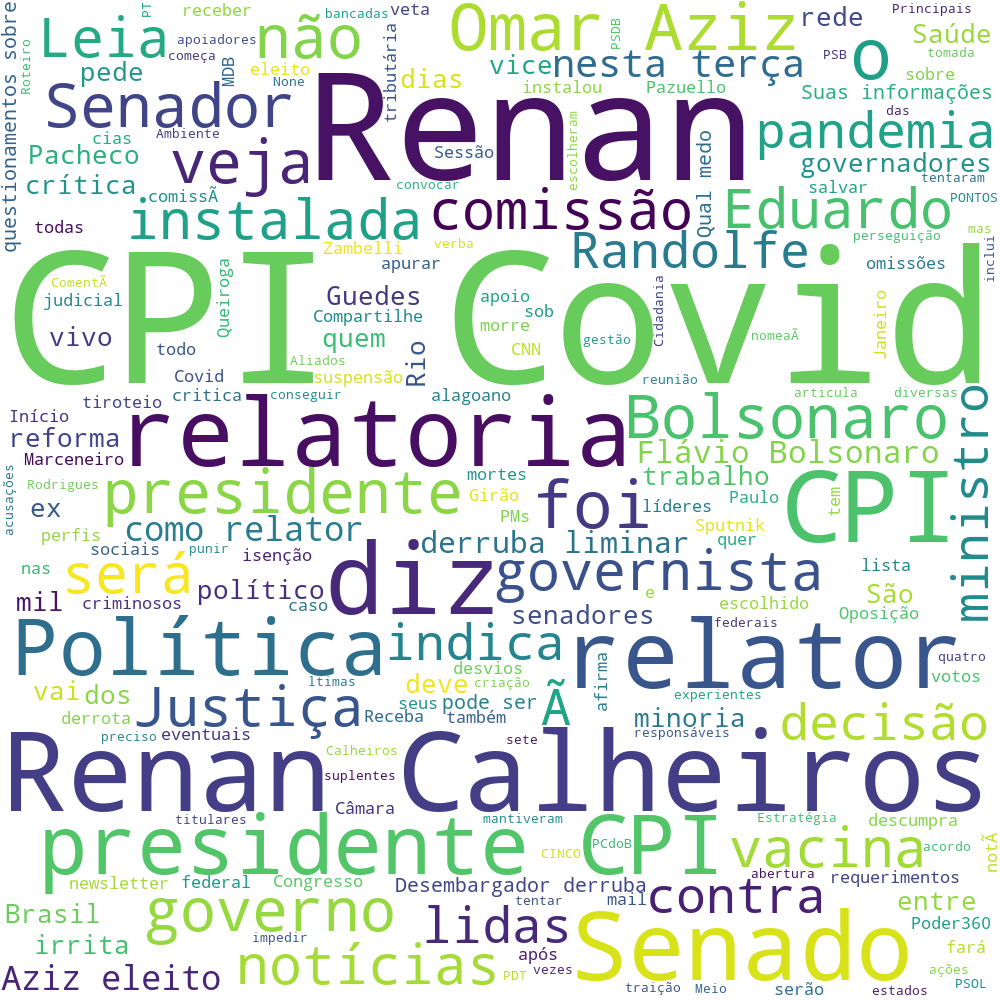 Leia
não
Omar Aziz
o
rede
Principais
Saúde
tomada
PSB
PSDB
receber
bancadas
veta
PT
apoiadores
começa
eleito
None
MDB
tributária
pede
dias
vice
nesta terça
sobre
instalou
Pazuello
Suas informações
das
questionamentos sobre
Roteiro
Senador
Renan
cias
Ambiente
Pacheco
veja
Sessão
escolheram
Qual medo
pandemia
governadores
tentaram
crítica
comissÃ
convocar
salvar
PONTOS
todas
instalada
comissão
Eduardo
Zambelli
verba
perseguição
mas
inclui
apurar
Randolfe
omissões
CPI Covid
ComentÃ
judicial
Queiroga
Guedes
Compartilhe
apoio
sob
morre
quem
vivo
todo
Aliados
CNN
gestão
Cidadania
nomeaÃ
Janeiro
Rio
Covid
suspensão
reunião
critica
conseguir
alagoano
articula
diversas
tiroteio
Início
reforma
Marceneiro
relatoria
Bolsonaro
Flávio Bolsonaro
ministro
acusações
Rodrigues
mortes
trabalho
presidente
Girão
foi
líderes
Paulo
tem
CPI
ex
PMs
Sputnik
perfis
como relator
quer
sociais
punir
isenção
derruba liminar
nas
será
político
diz
governista
lista
mil
criminosos
caso
e
escolhido
São
Oposição
senadores
federais
Política
indica
relator
quatro
desvios
votos
ltimas
vai
dos
deve
criação
afirma
experientes
Justiça
seus
pode ser
Ã
minoria
decisão
derrota
Receba
também
responsáveis
preciso
eventuais
sete
Calheiros
Renan Calheiros
suplentes
Câmara
titulares
mantiveram
Estratégia
descumpra
presidente CPI
PCdoB
vacina
acordo
notÃ
CINCO
newsletter
federal
Congresso
abertura
requerimentos
Desembargador derruba
tentar
mail
contra
entre
Brasil
governo
lidas
Senado
Poder360
irrita
impedir
fará
notícias
após
Aziz eleito
PDT
vezes
traição
Meio
serão
ações
estados
PSOL